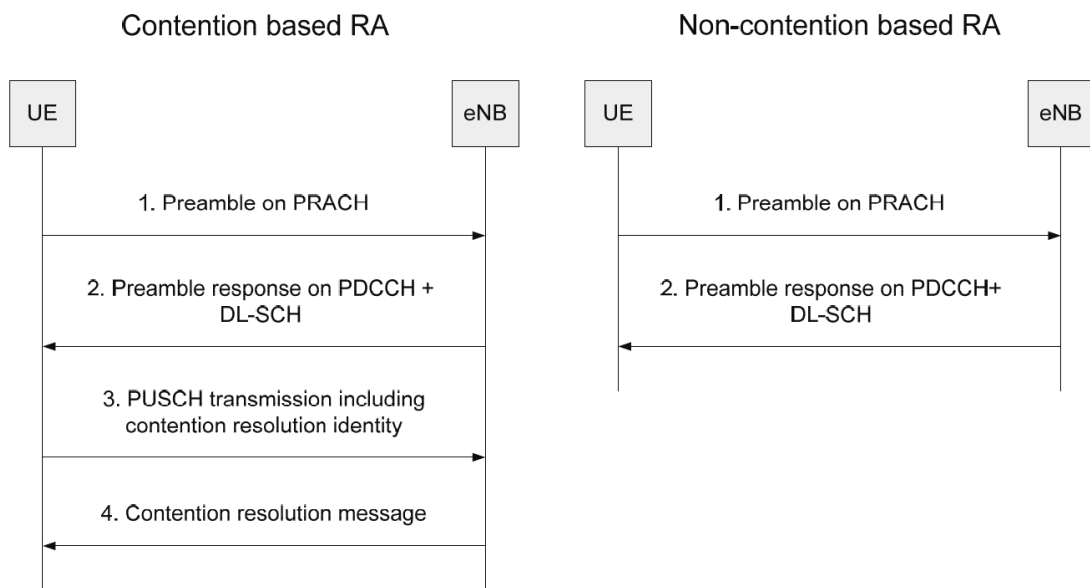 Contention based RA
UE
eNB
1. Preamble on PRACH
2. Preamble response on PDCCH +
DL-SCH
3. PUSCH transmission including
contention resolution identity
4. Contention resolution message
Non-contention based RA
UE
eNB
1. Preamble on PRACH
2. Preamble response on PDCCH+
DL-SCH